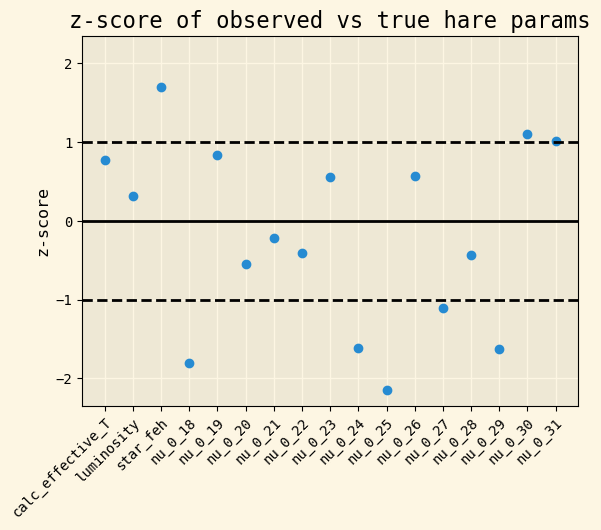 z-score of observed vs true hare params
z-score
2
1
0
−1
−2
calc_effective_T
luminosity
star_feh
nu_0_18
nu_0_19
nu_0_20
nu_0_21
nu_0_22
nu_0_23
nu_0_24
nu_0_25
nu_0_26
nu_0_27
nu_0_28
nu_0_29
nu_0_30
nu_0_31